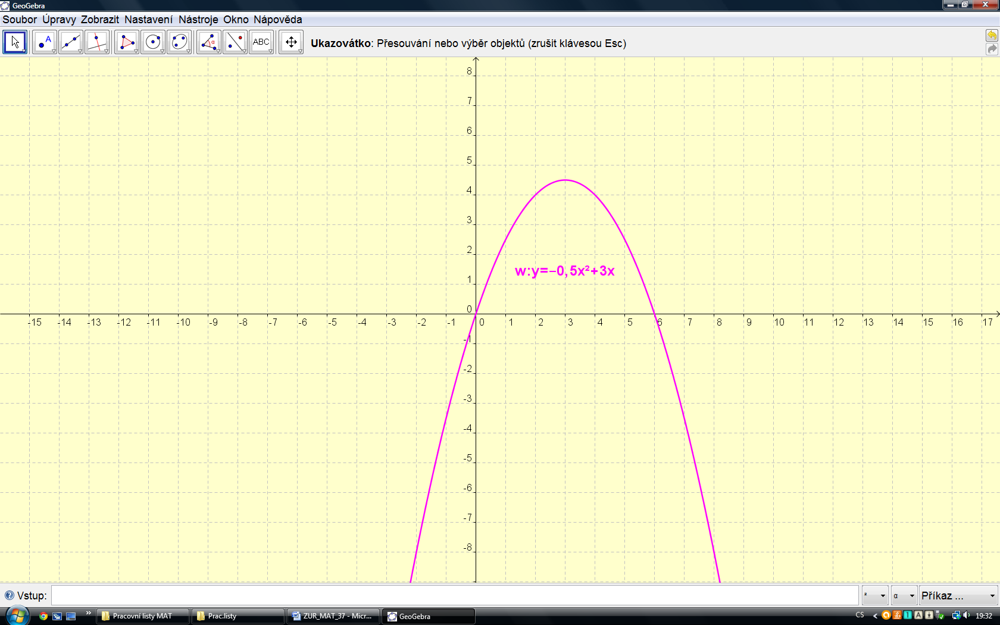 GeoGebra
Soubor Úpravy Zobrazit Nastavení Nástroje Okno Nápověda
A α ABC Ukazovátko: Přesouvání nebo výběr objektů (zrušit klávesou Esc)
8
7
6
5
4
3
2
w:y=−0,5x²+3x
1
0
-15 -14 -13 -12 -11 -10 -9 -8 -7 -6 -5 -4 -3 -2 -1 0 1 2 3 4 5 6 7 8 9 10 11 12 13 14 15 16 17
-1
-2
-3
-4
-5
-6
-7
-8
Vstup: ² α Příkaz ...
Pracovní listy MAT Prac.listy ZUR_MAT_37 - Micr... GeoGebra CS 19:32